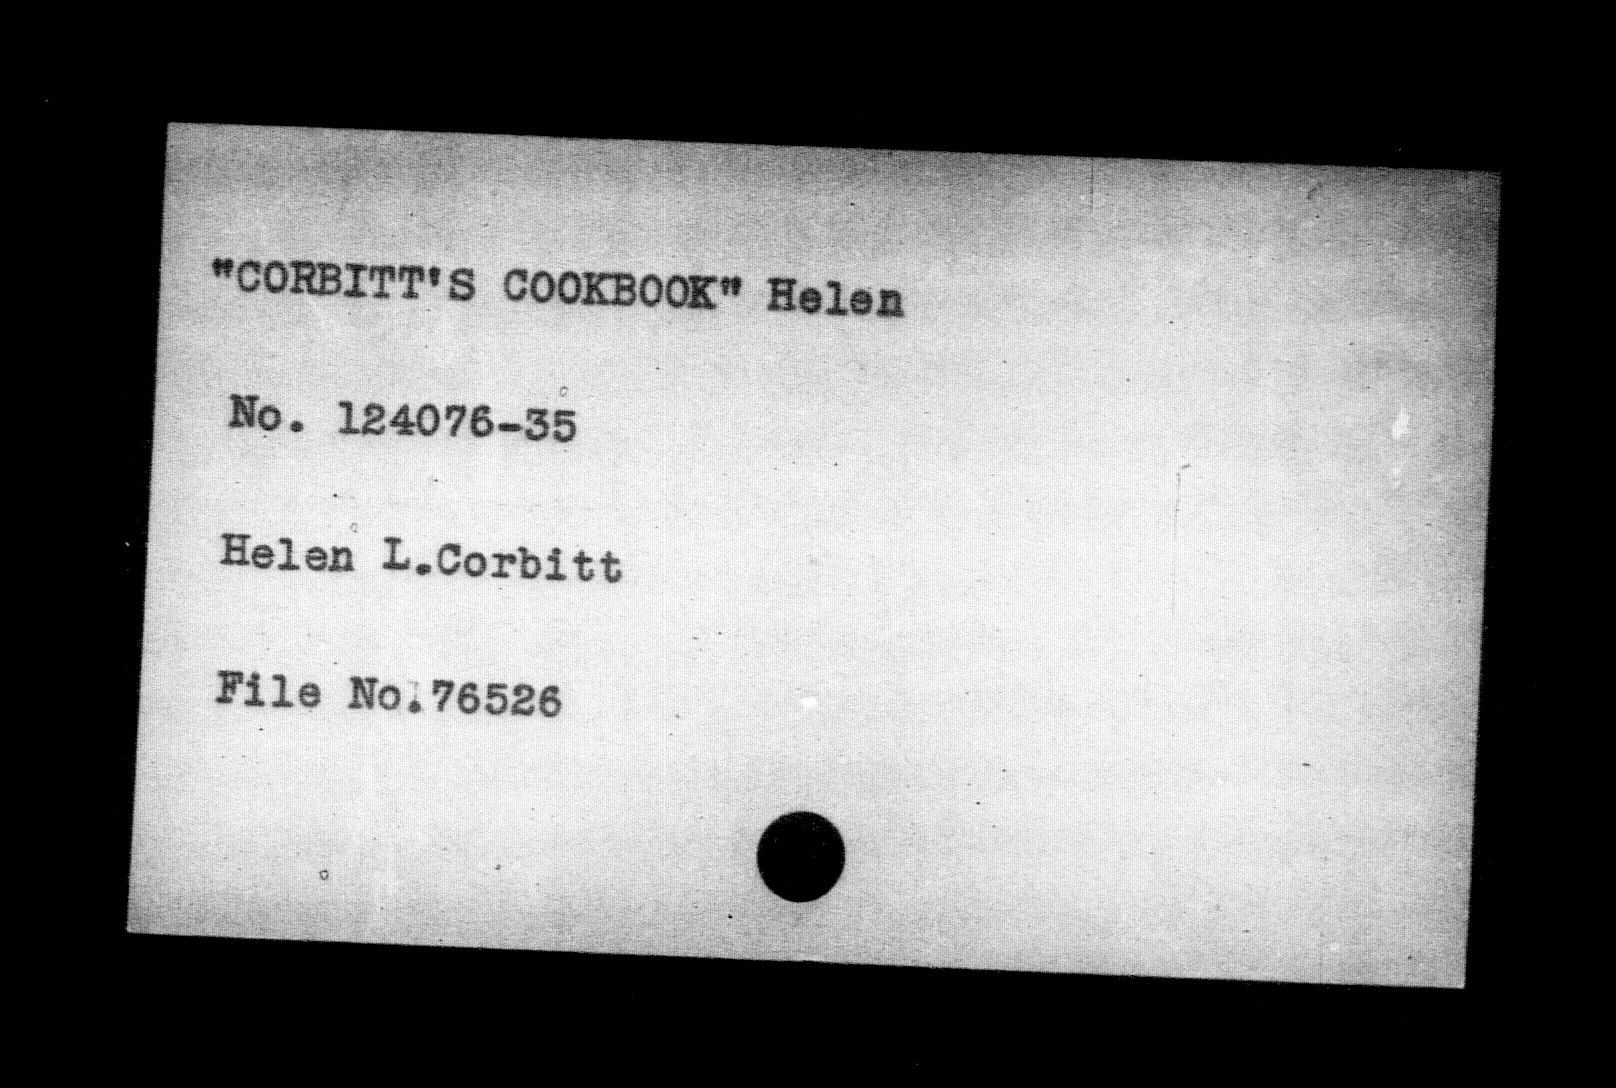 "CORBITT'S COOKBOOK" Helen
No. 124076-35
Helen L.Corbitt
File No.76526